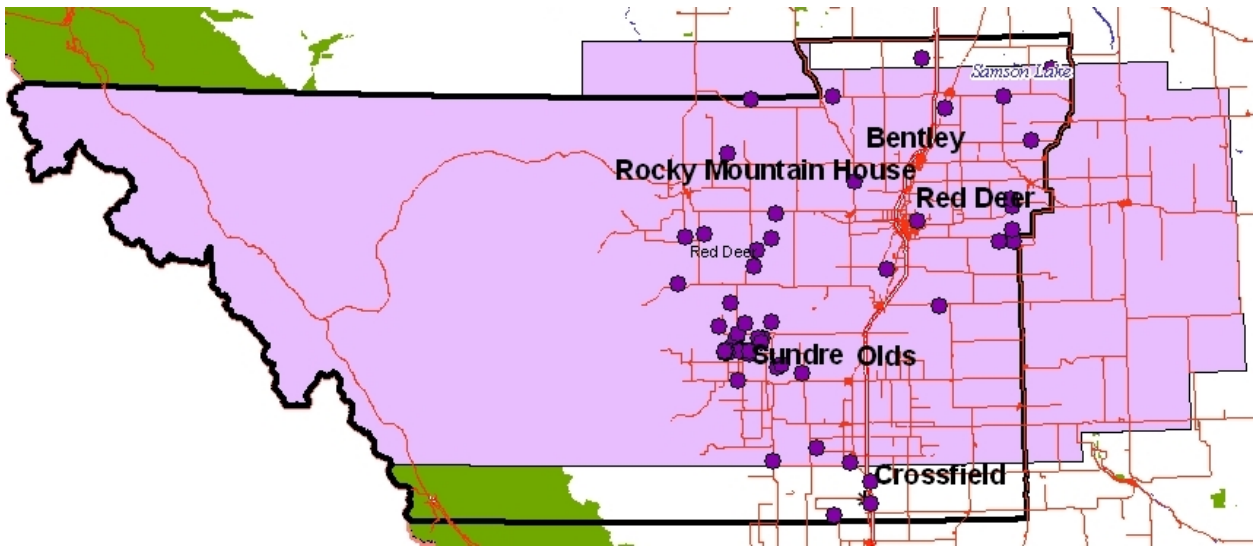 Samson Lake
Bentley
Rocky Mountain House
Red Deer
Red Deer
Sundre Olds
Crossfield